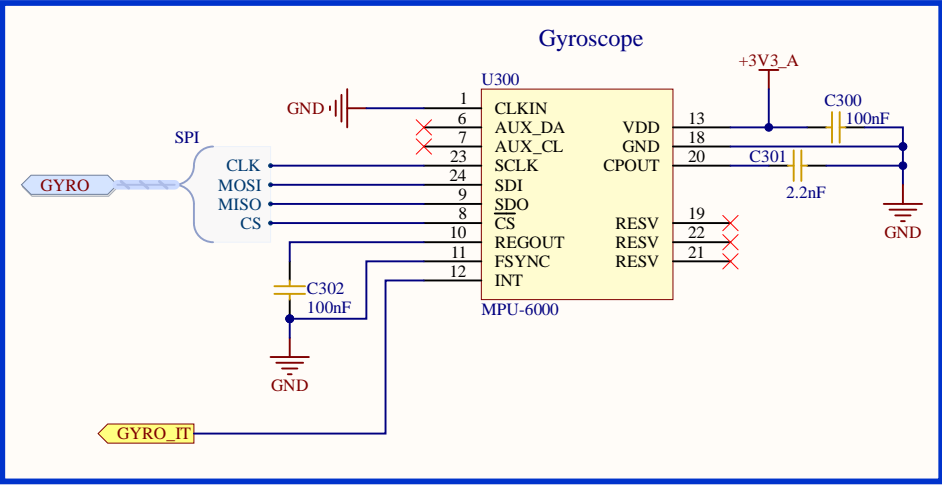 Gyroscope
+3V3_A
U300
GND
1 CLKIN
6 AUX_DA
7 AUX_CL
23 SCLK
24 SDI
9 SDO
8 CS
10 REGOUT
11 FSYNC
12 INT
VDD 13
GND 18
CPOUT 20
RESV 19
RESV 22
RESV 21
MPU-6000
C300
100nF
C301
2.2nF
GND
SPI
GYRO
CLK
MOSI
MISO
CS
C302
100nF
GND
GYRO_IT